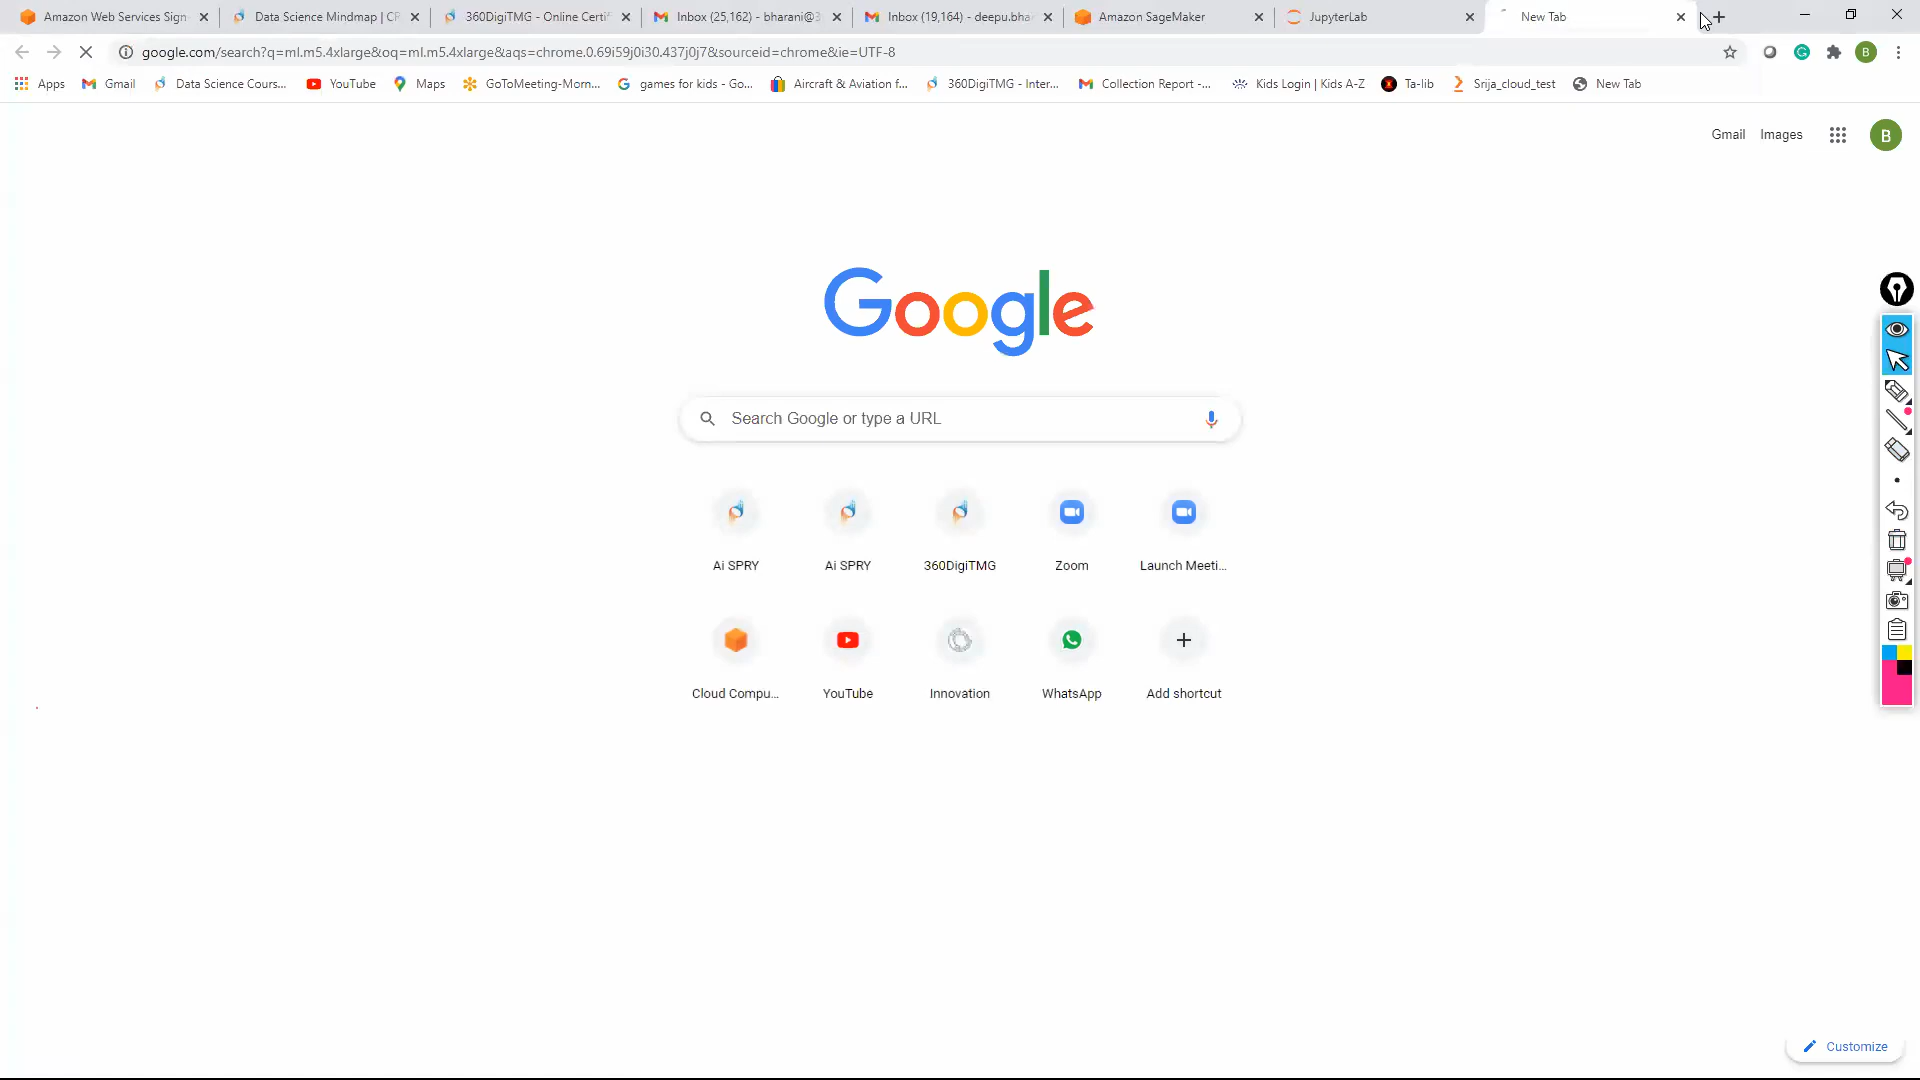 Amazon Web Services Sign
Data Science Mindmap | CR
360DigiTMG - Online Certif
Inbox (25,162) - bharani@3
Inbox (19,164) - deepu.bha
Amazon SageMaker
JupyterLab
New Tab
google.com/search?q=ml.m5.4xlarge&oq=ml.m5.4xlarge&aqs=chrome.0.69i59j0i30.437j0j7&sourceid=chrome&ie=UTF-8
B
Apps
Gmail
Data Science Cours...
YouTube
Maps
GoToMeeting-Morn...
games for kids - Go...
Aircraft & Aviation f...
360DigiTMG - Inter...
Collection Report -...
Kids Login | Kids A-Z
Ta-lib
Srija_cloud_test
New Tab
Gmail
Images
B
Google
Search Google or type a URL
Ai SPRY
Ai SPRY
360DigiTMG
Zoom
Launch Meeti...
Cloud Compu...
YouTube
Innovation
WhatsApp
Add shortcut
Customize